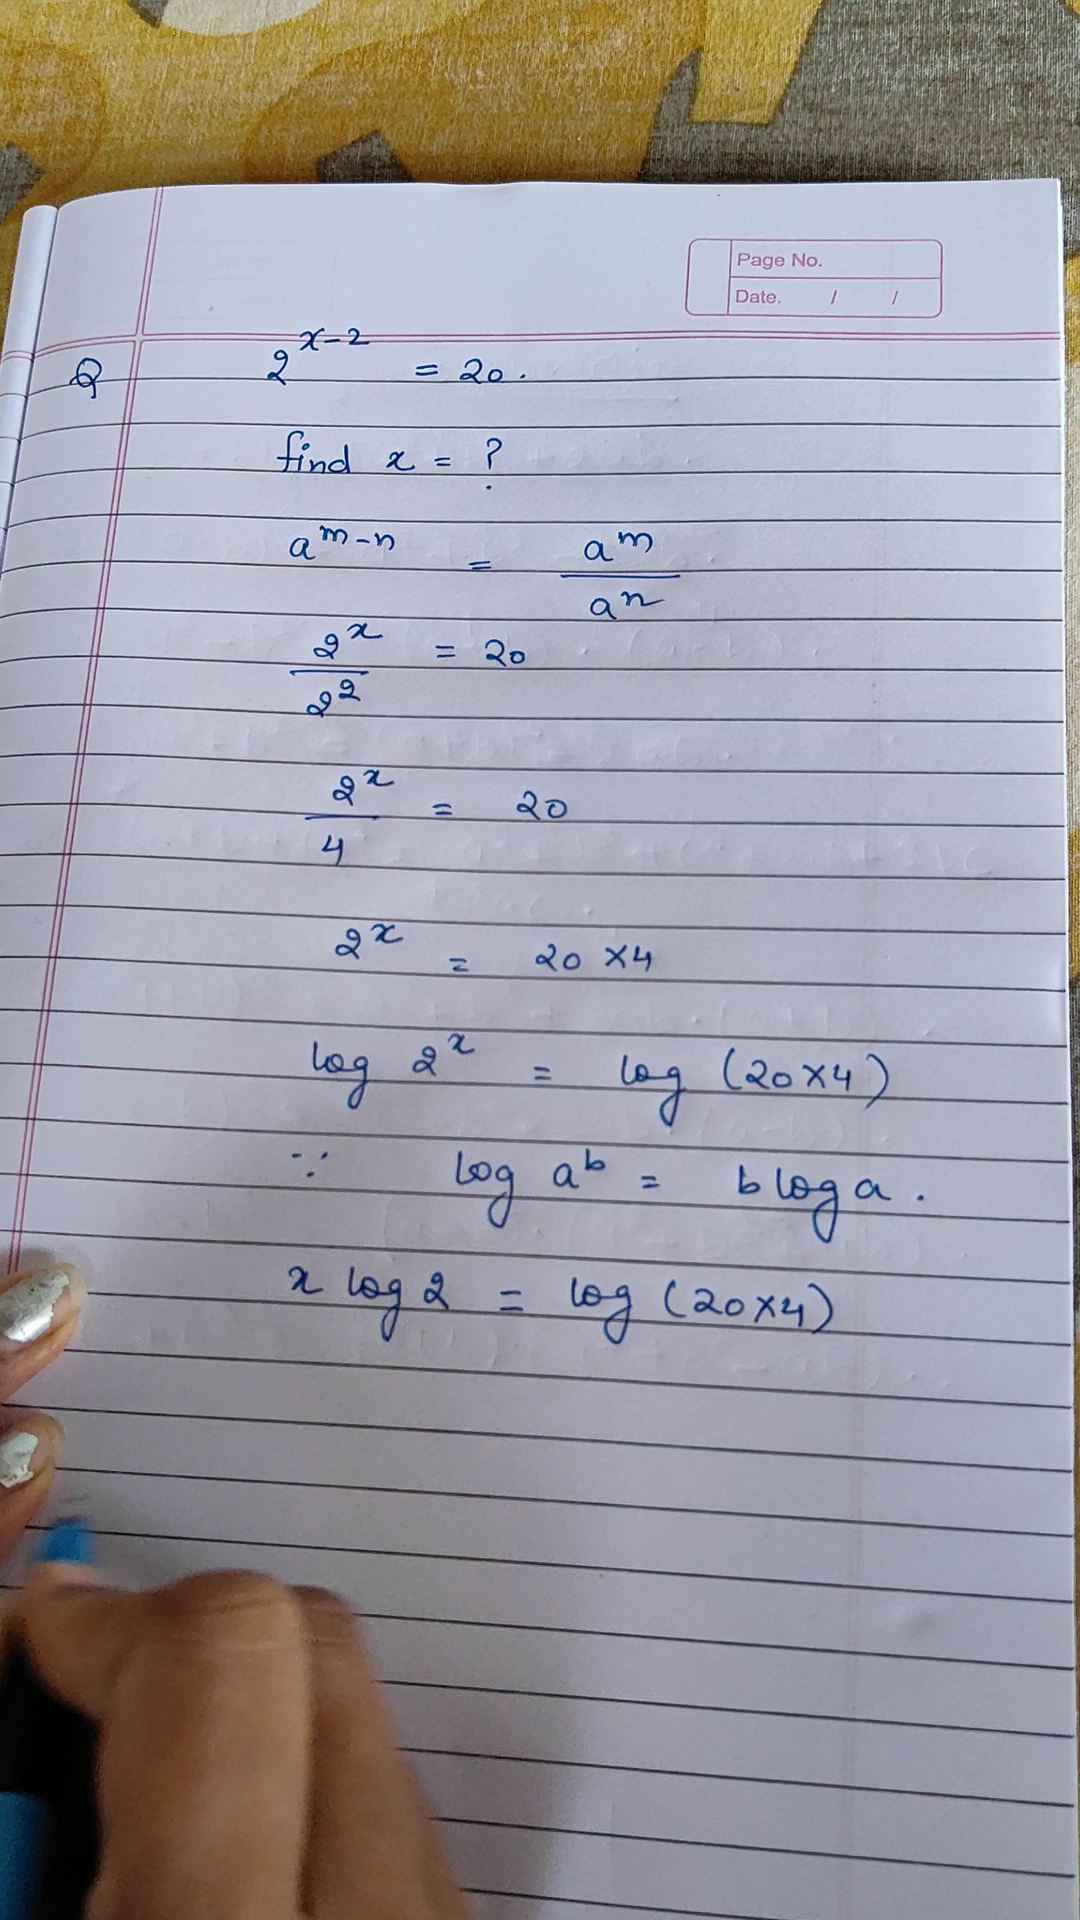 Page No.
Date. / /
Q 2^{x-2} = 20.
find x = ?
a^{m-n} = a^m / a^n
2^x / 2^2 = 20
2^x / 4 = 20
2^x = 20 × 4
log 2^x = log (20×4)
∵ log a^b = b log a.
x log 2 = log (20×4)